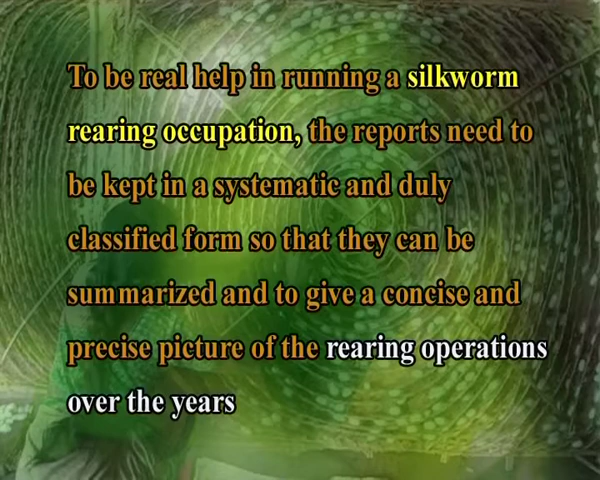 To be real help in running a silkworm
rearing occupation, the reports need to
be kept in a systematic and duly
classified form so that they can be
summarized and to give a concise and
precise picture of the rearing operations
over the years